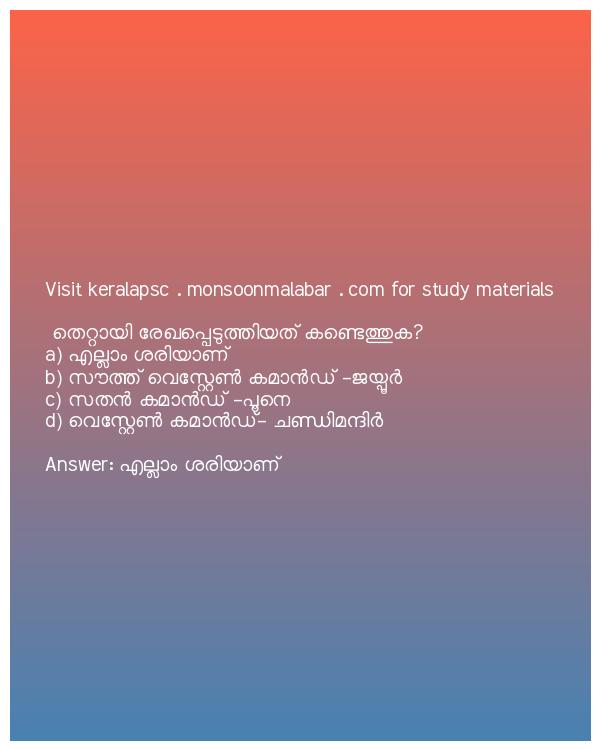 Visit keralapsc . monsoonmalabar . com for study materials
തെറ്റായി രേഖപ്പെടുത്തിയത് കണ്ടെത്തുക?
a) എല്ലാം ശരിയാണ്
b) സൗത്ത് വെസ്റ്റേൺ കമാൻഡ് -ജയ്പൂർ
c) സതൻ കമാൻഡ് -പൂനെ
d) വെസ്റ്റേൺ കമാൻഡ്- ചണ്ഡിമന്ദിർ
Answer: എല്ലാം ശരിയാണ്